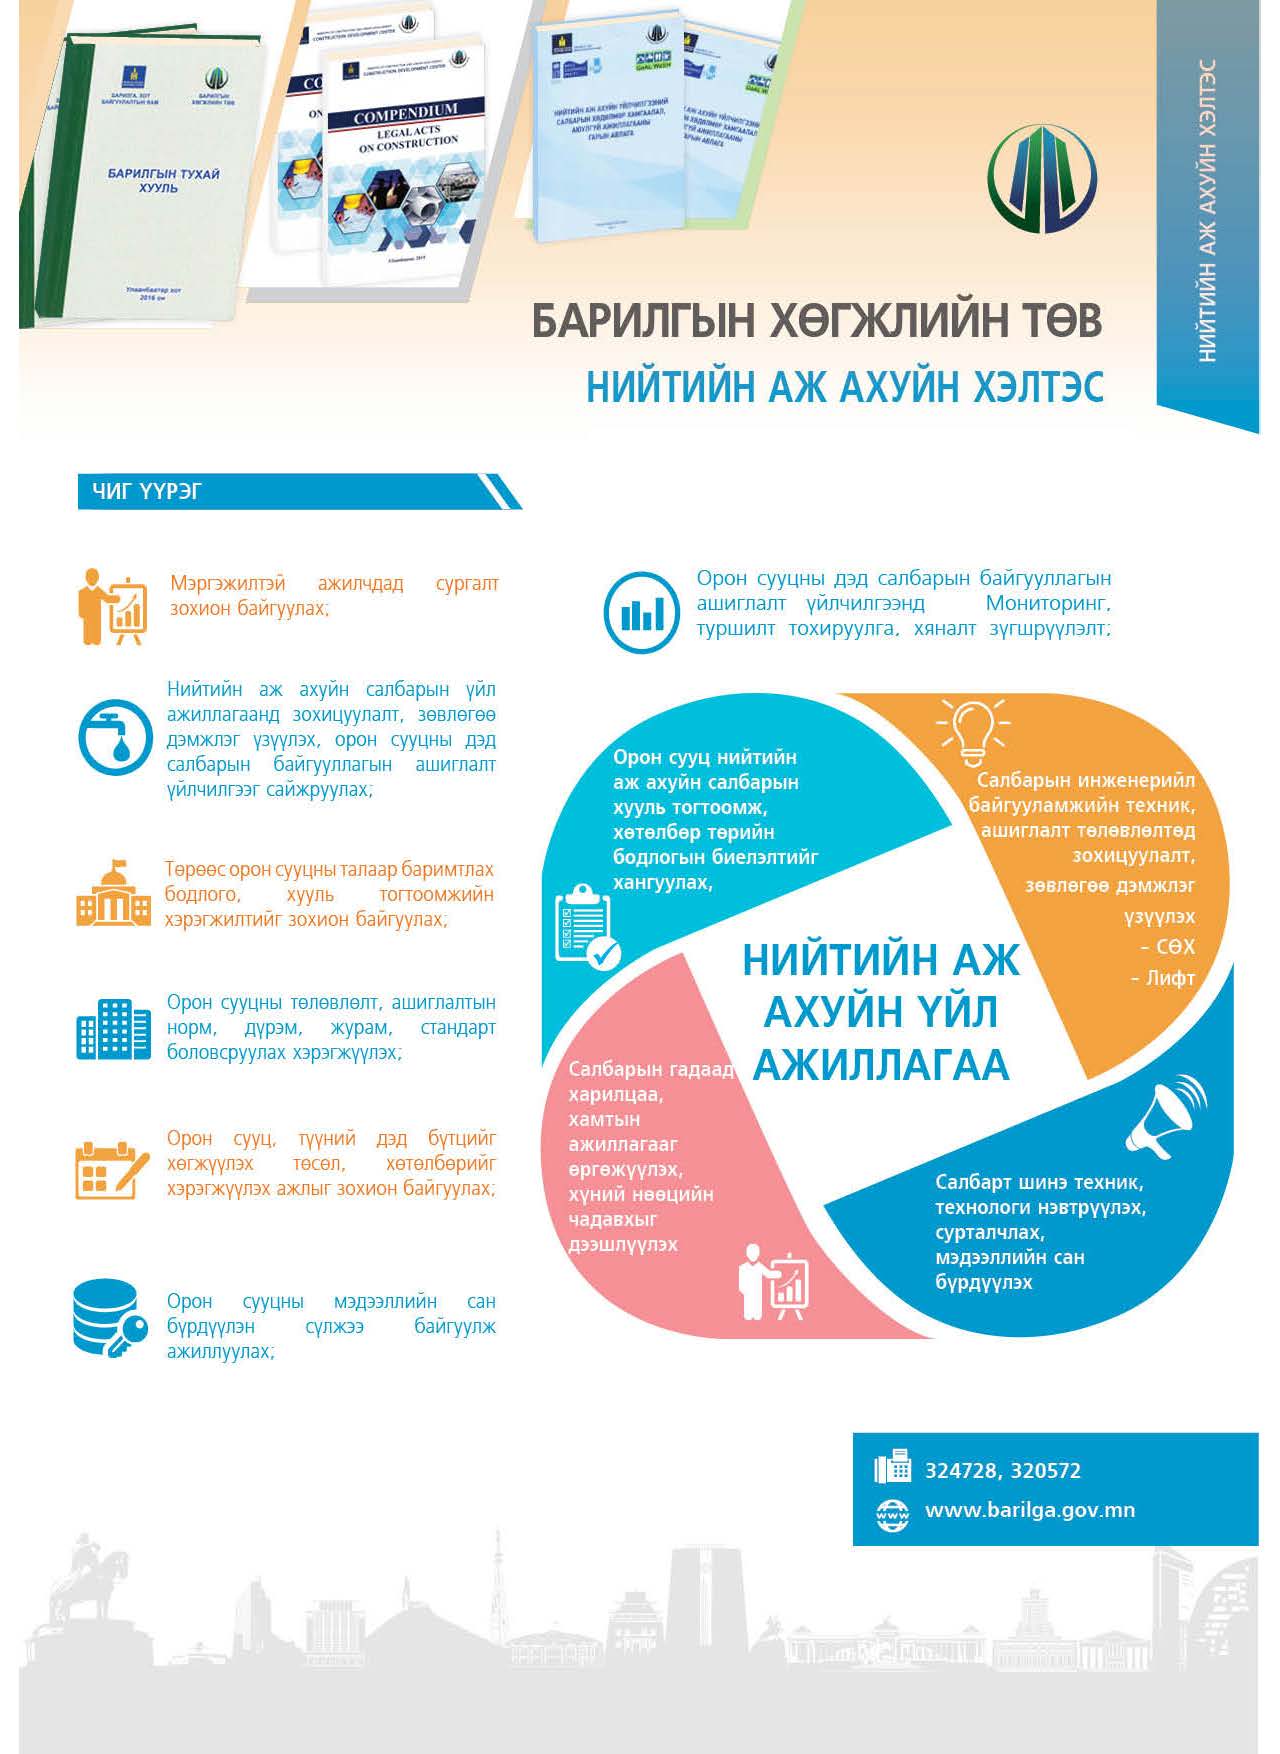 БАРИЛГА, ХОТ
БАЙГУУЛАЛТЫН ЯАМ
БАРИЛГЫН
ХӨГЖЛИЙН ТӨВ
БАРИЛГЫН ТУХАЙ
ХУУЛЬ
Улаанбаатар хот
2016 он
CONSTRUCTION DEVELOPMENT CENTER
CONSTRUCTION DEVELOPMENT CENTER
COMPENDIUM
LEGAL ACTS
ON CONSTRUCTION
Ulaanbaatar 2019
НИЙТИЙН АЖ АХУЙН ҮЙЛЧИЛГЭЭНИЙ
САЛБАРЫН ХӨДӨЛМӨР ХАМГААЛАЛ,
АЮУЛГҮЙ АЖИЛЛАГААНЫ
ГАРЫН АВЛАГА
НИЙТИЙН АЖ АХУЙН ХЭЛТЭС
БАРИЛГЫН ХӨГЖЛИЙН ТӨВ
НИЙТИЙН АЖ АХУЙН ХЭЛТЭС
ЧИГ ҮҮРЭГ
Мэргэжилтэй ажилчдад сургалт
зохион байгуулах;
Нийтийн аж ахуйн салбарын үйл
ажиллагаанд зохицуулалт, зөвлөгөө
дэмжлэг үзүүлэх, орон сууцны дэд
салбарын байгууллагын ашиглалт
үйлчилгээг сайжруулах;
Төрөөс орон сууцны талаар баримтлах
бодлого, хууль тогтоомжийн
хэрэгжилтийг зохион байгуулах;
Орон сууцны төлөвлөлт, ашиглалтын
норм, дүрэм, журам, стандарт
боловсруулах хэрэгжүүлэх;
Орон сууц, түүний дэд бүтцийг
хөгжүүлэх төсөл, хөтөлбөрийг
хэрэгжүүлэх ажлыг зохион байгуулах;
Орон сууцны мэдээллийн сан
бүрдүүлэн сүлжээ байгуулж
ажиллуулах;
Орон сууцны дэд салбарын байгууллагын
ашиглалт үйлчилгээнд Мониторинг,
туршилт тохируулга, хяналт зүгшрүүлэлт;
Орон сууц нийтийн
аж ахуйн салбарын
хууль тогтоомж,
хөтөлбөр төрийн
бодлогын биелэлтийг
хангуулах,
Салбарын инженерийл
байгууламжийн техник,
ашиглалт төлөвлөлтөд
зохицуулалт,
зөвлөгөө дэмжлэг
үзүүлэх
- СӨХ
- Лифт
НИЙТИЙН АЖ
АХУЙН ҮЙЛ
АЖИЛЛАГАА
Салбарын гадаад
харилцаа,
хамтын
ажиллагааг
өргөжүүлэх,
хүний нөөцийн
чадавхыг
дээшлүүлэх
Салбарт шинэ техник,
технологи нэвтрүүлэх,
сурталчлах,
мэдээллийн сан
бүрдүүлэх
324728, 320572
www
www.barilga.gov.mn